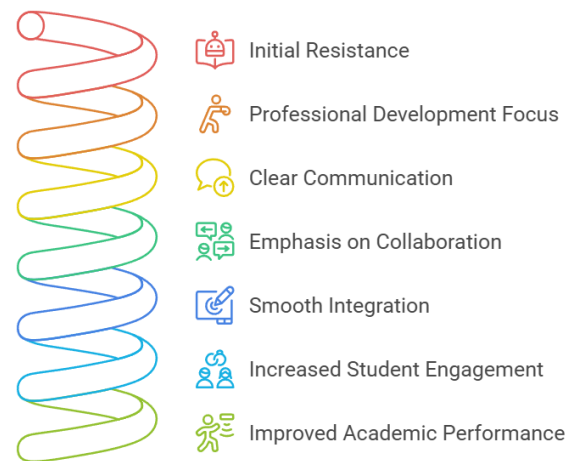 Initial Resistance
Professional Development Focus
Clear Communication
Emphasis on Collaboration
Smooth Integration
Increased Student Engagement
Improved Academic Performance